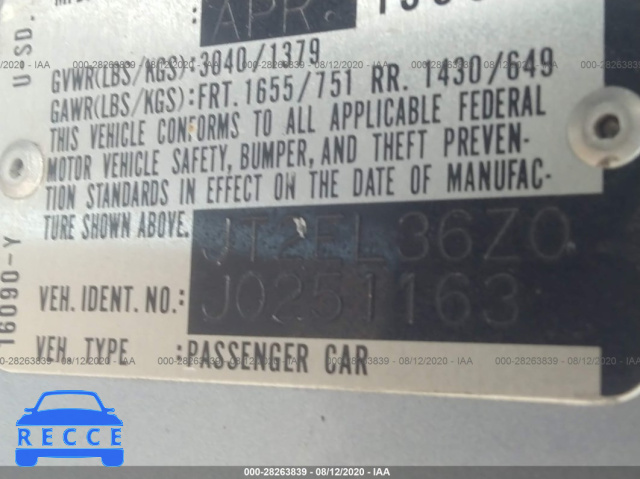 APR.
U.SD.
GVWR(LBS/KGS):3040/1379
GAWR(LBS/KGS):FRT. 1655/751 RR. 1430/649
THIS VEHICLE CONFORMS TO ALL APPLICABLE FEDERAL
MOTOR VEHICLE SAFETY, BUMPER, AND THEFT PREVEN-
TION STANDARDS IN EFFECT ON THE DATE OF MANUFAC-
TURE SHOWN ABOVE.
JT2EL36Z0
VEH. IDENT. NO.: J0251163
VEH TYPE :PASSENGER CAR
16090-Y
RECCE
000-28263839 - 08/12/2020 - IAA